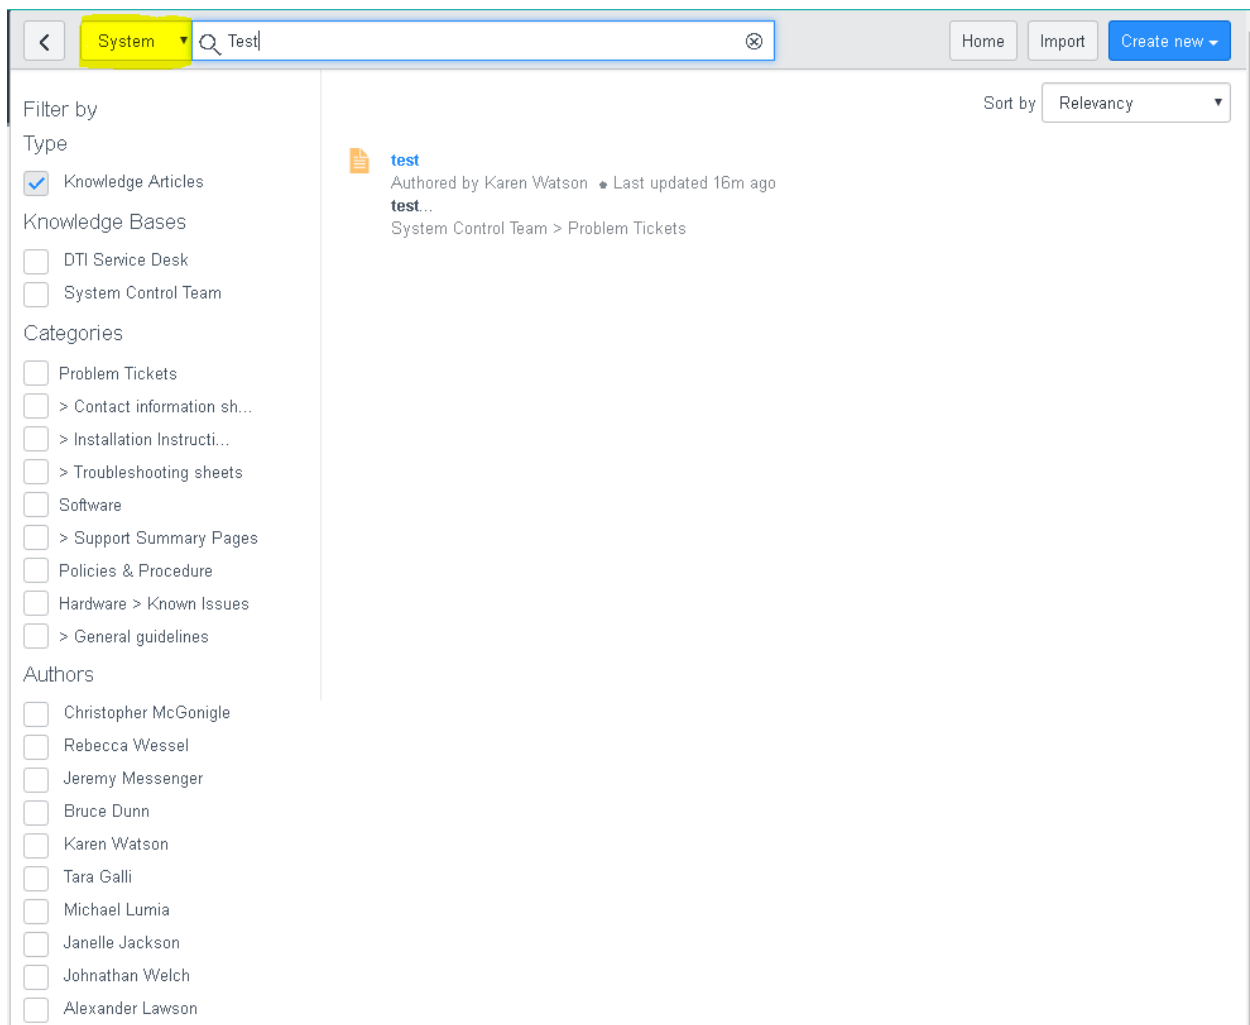 System Test
Home Import Create new
Filter by
Sort by Relevancy
Type
Knowledge Articles
Knowledge Bases
DTI Service Desk
System Control Team
Categories
Problem Tickets
> Contact information sh...
> Installation Instructi...
> Troubleshooting sheets
Software
> Support Summary Pages
Policies & Procedure
Hardware > Known Issues
> General guidelines
Authors
Christopher McGonigle
Rebecca Wessel
Jeremy Messenger
Bruce Dunn
Karen Watson
Tara Galli
Michael Lumia
Janelle Jackson
Johnathan Welch
Alexander Lawson
test
Authored by Karen Watson • Last updated 16m ago
test...
System Control Team > Problem Tickets